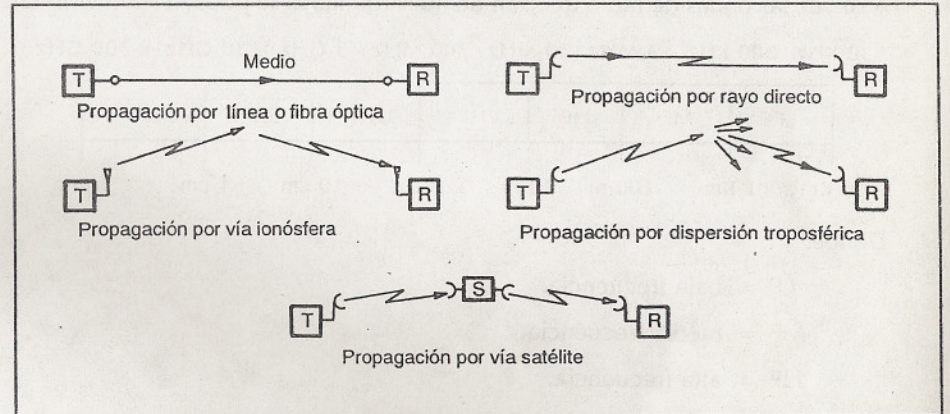 Medio
T R
Propagación por línea o fibra óptica
T R
Propagación por rayo directo
T R
Propagación por vía ionósfera
T R
Propagación por dispersión troposférica
S
T R
Propagación por vía satélite